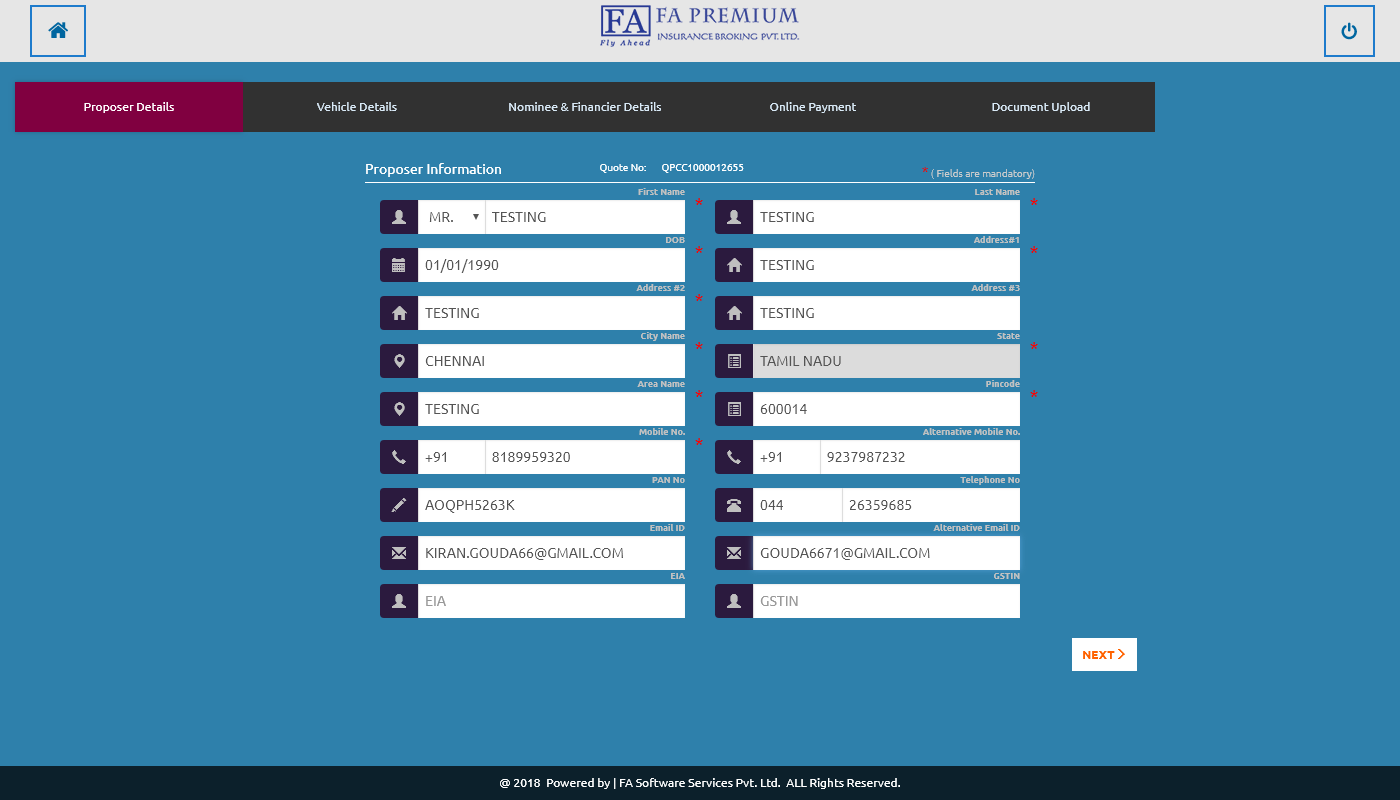 FA FA PREMIUM
Fly Ahead INSURANCE BROKING PVT.LTD.
Proposer Details Vehicle Details Nominee & Financier Details Online Payment Document Upload
Proposer Information Quote No: QPCC1000012655 * ( Fields are mandatory)
First Name Last Name
MR. TESTING * TESTING *
DOB Address#1
01/01/1990 * TESTING *
Address #2 Address #3
TESTING * TESTING
City Name State
CHENNAI * TAMIL NADU *
Area Name Pincode
TESTING * 600014 *
Mobile No. Alternative Mobile No.
+91 8189959320 * +91 9237987232
PAN No Telephone No
AOQPH5263K 044 26359685
Email ID Alternative Email ID
KIRAN.GOUDA66@GMAIL.COM GOUDA6671@GMAIL.COM
EIA GSTIN
EIA GSTIN
NEXT
@ 2018 Powered by | FA Software Services Pvt. Ltd. ALL Rights Reserved.